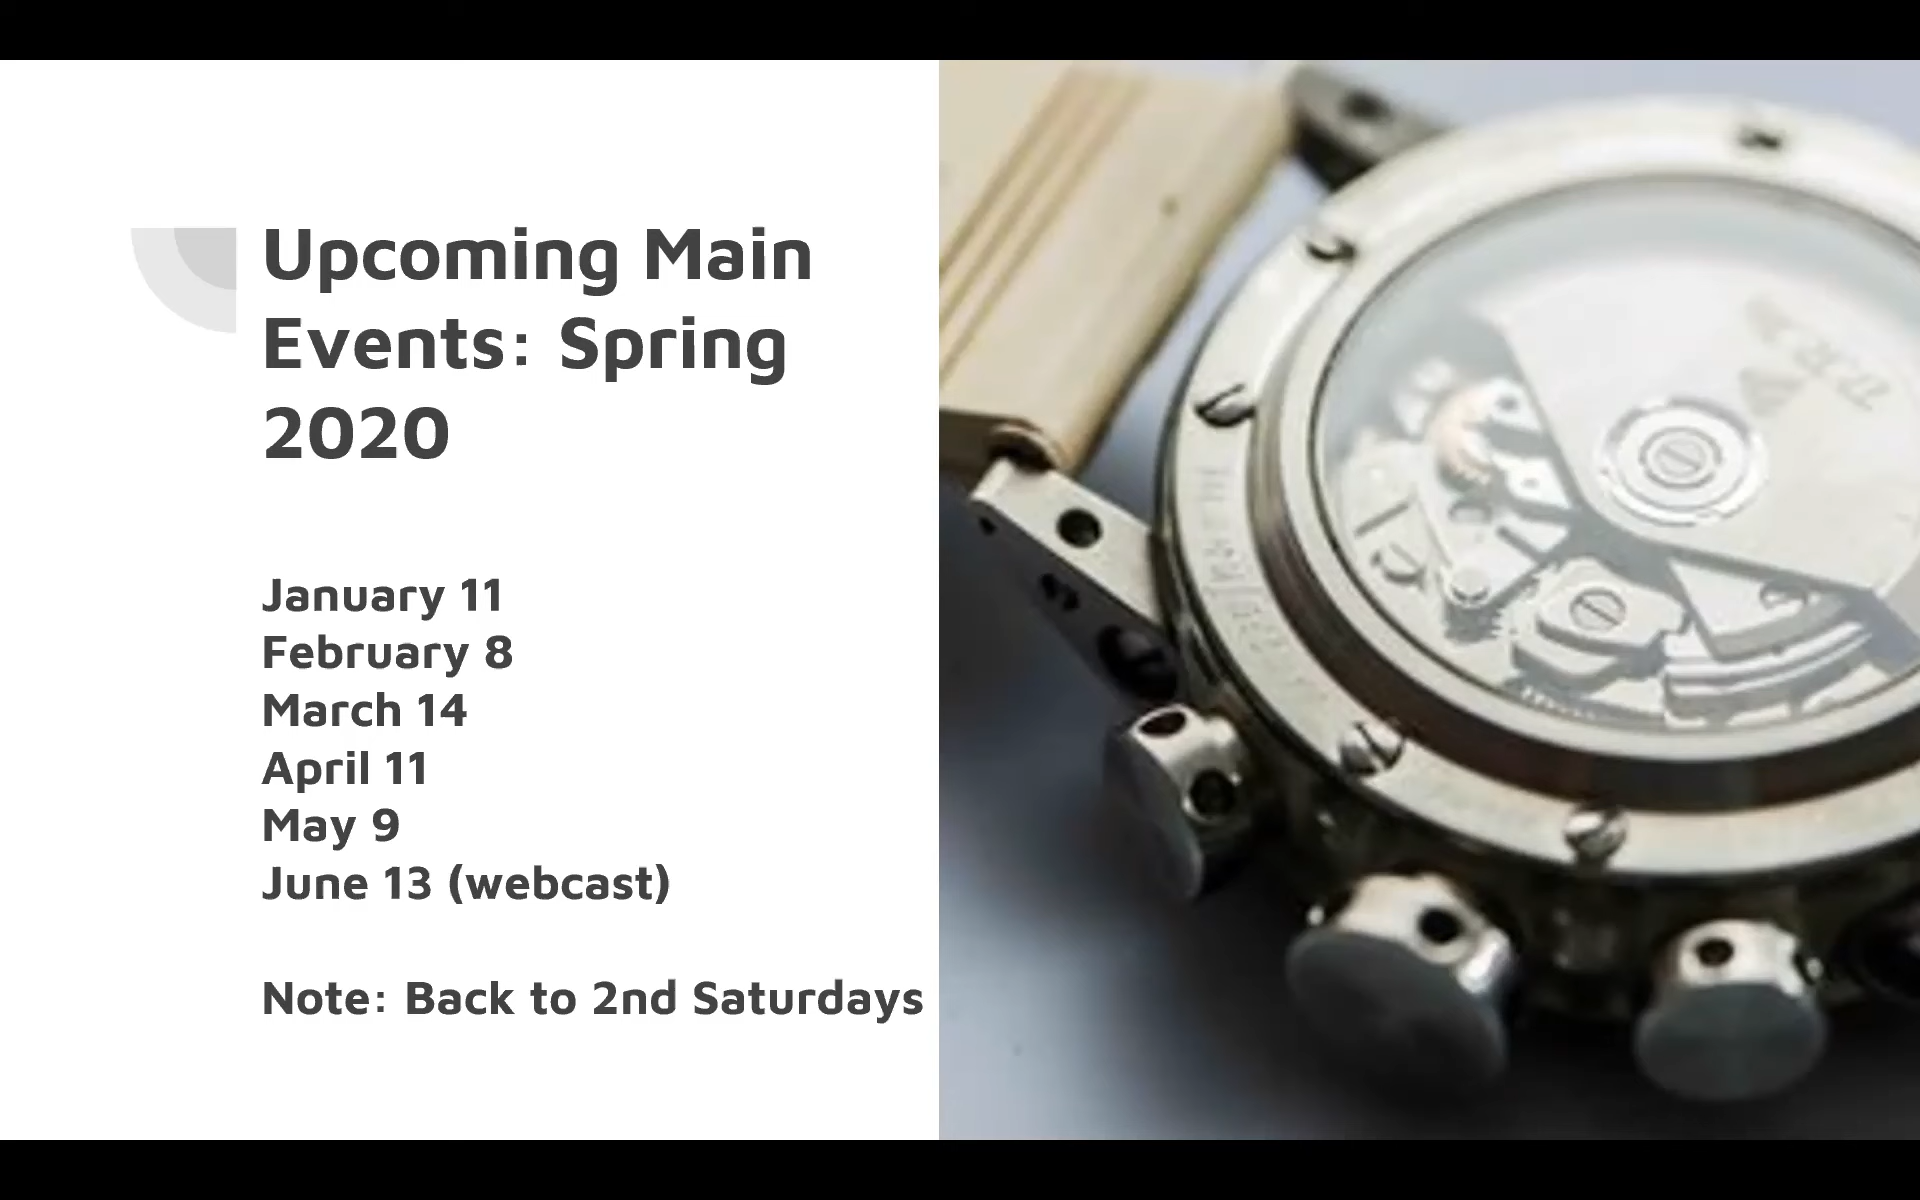 Upcoming Main
Events: Spring
2020
January 11
February 8
March 14
April 11
May 9
June 13 (webcast)
Note: Back to 2nd Saturdays